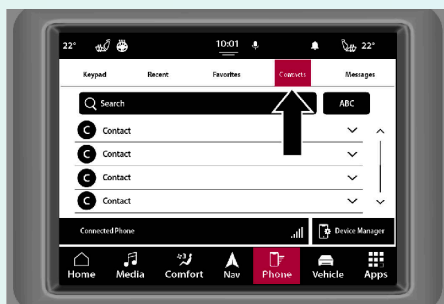 22° 10:01 22°
Keypad Recent Favorites Contacts Messages
Search ABC
C Contact
C Contact
C Contact
C Contact
Connected Phone Device Manager
Home Media Comfort Nav Phone Vehicle Apps